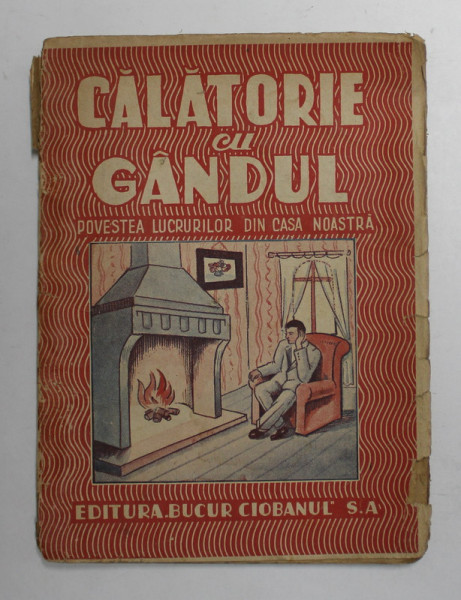 CĂLĂTORIE
cu
GÂNDUL
POVESTEA LUCRURILOR DIN CASA NOASTRĂ
EDITURA „BUCUR CIOBANUL" S.A.